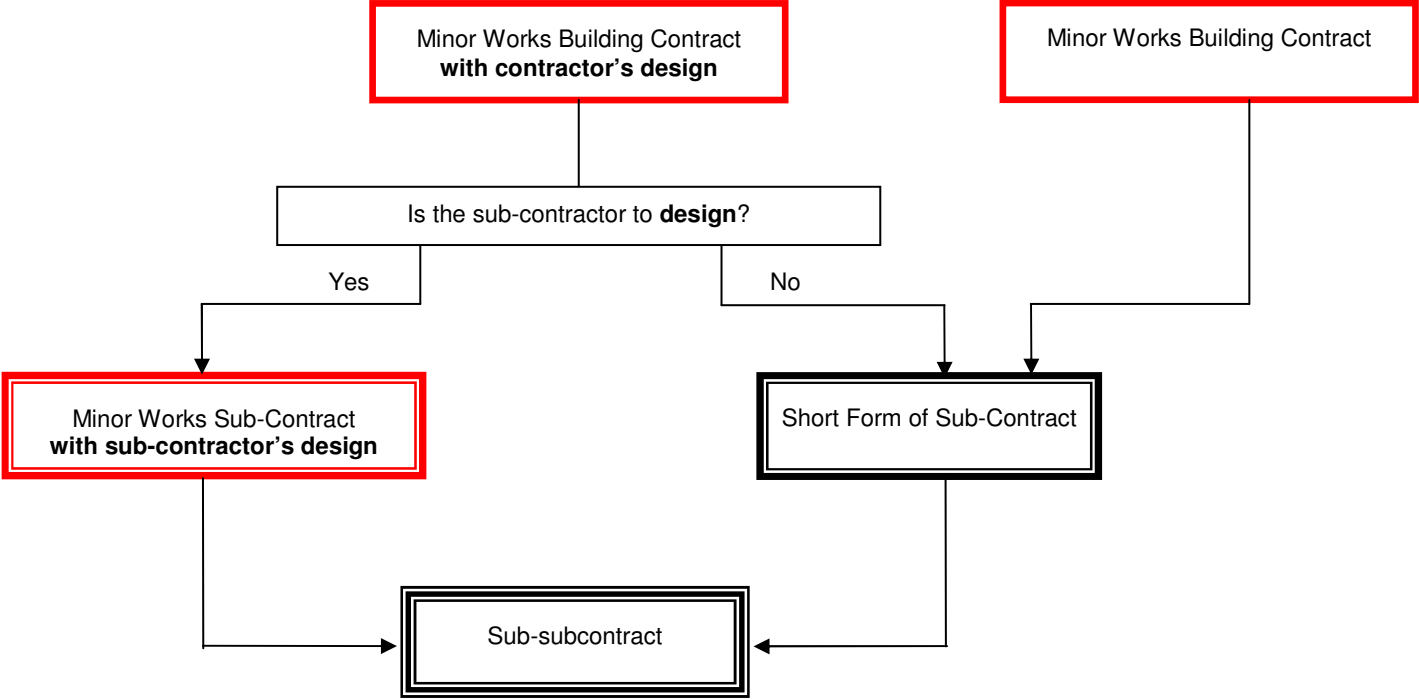 Minor Works Building Contract
with contractor’s design
Minor Works Building Contract
Is the sub-contractor to design?
Yes
No
Minor Works Sub-Contract
with sub-contractor’s design
Short Form of Sub-Contract
Sub-subcontract